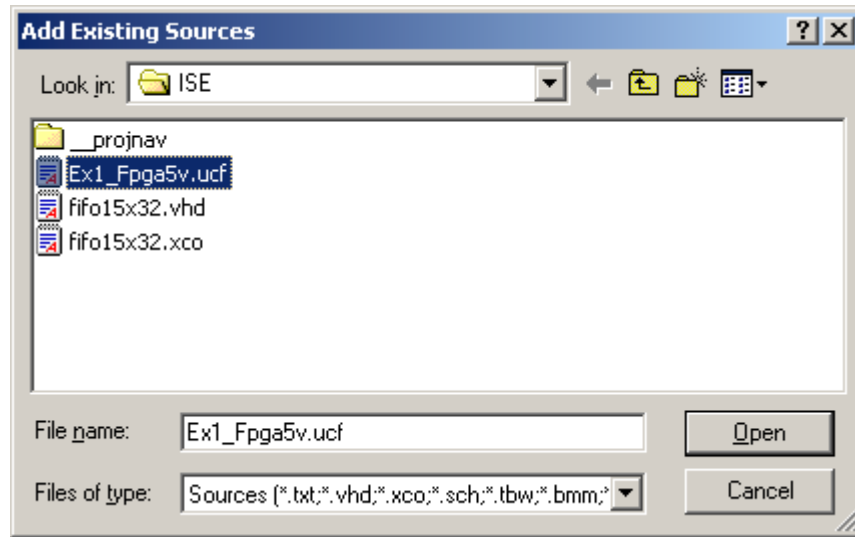 Add Existing Sources
Look in: ISE
__projnav
Ex1_Fpga5v.ucf
fifo15x32.vhd
fifo15x32.xco
File name: Ex1_Fpga5v.ucf Open
Files of type: Sources (*.txt;*.vhd;*.xco;*.sch;*.tbw;*.bmm;* Cancel